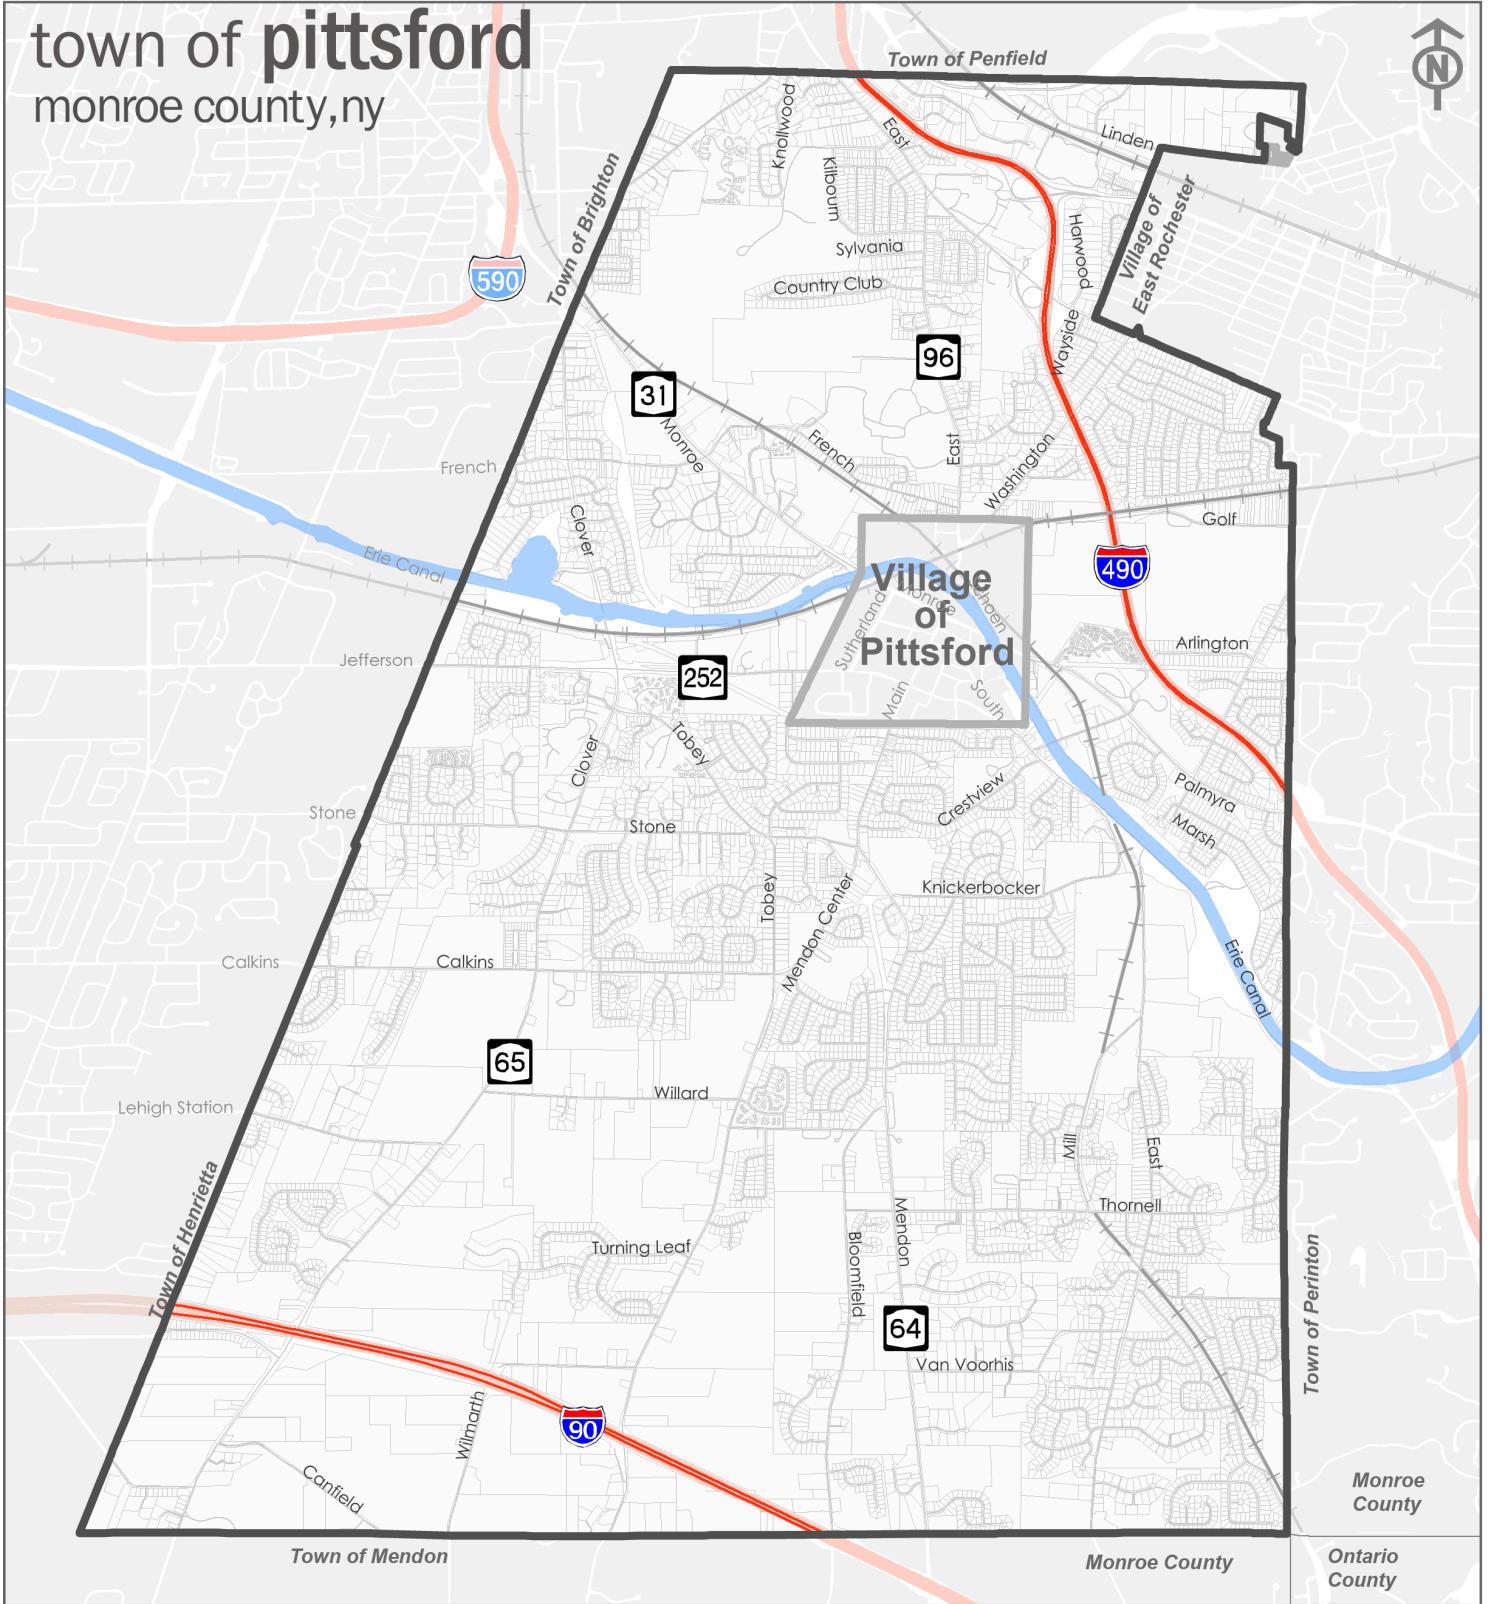 town of pittsford
monroe county,ny
Town of Penfield
N
Knollwood
East
Linden
Kilbourn
Town of Brighton
Village of
East Rochester
Harwood
Sylvania
590
Country Club
Wayside
96
31
Monroe
French
East
Washington
French
Clover
Golf
Erie Canal
490
Village
of
Pittsford
Monroe
Sutherland
Main
South
Arlington
Jefferson
252
Tobey
Clover
Crestview
Palmyra
Marsh
Stone
Stone
Tobey
Knickerbocker
Mendon Center
Calkins
Calkins
Erie Canal
65
Willard
Lehigh Station
Mill
East
Thornell
Town of Henrietta
Mendon
Bloomfield
Turning Leaf
Town of Perinton
64
Van Voorhis
Wilmarth
90
Canfield
Monroe
County
Town of Mendon
Monroe County
Ontario
County